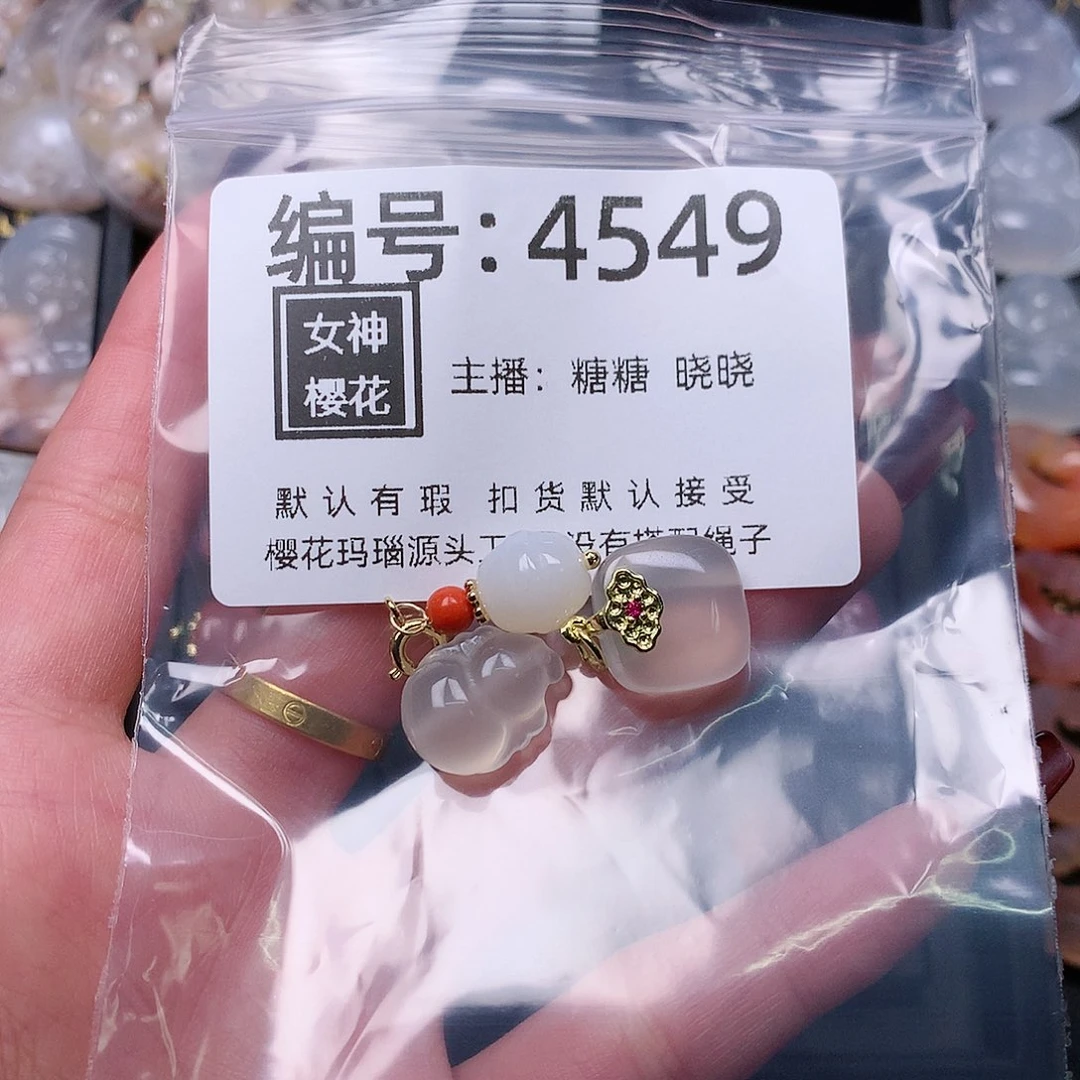 编号:4549
女神
樱花
主播: 糖糖 晓晓
默认有瑕 扣货默认接受
樱花玛瑙源头工 没有搭配绳子